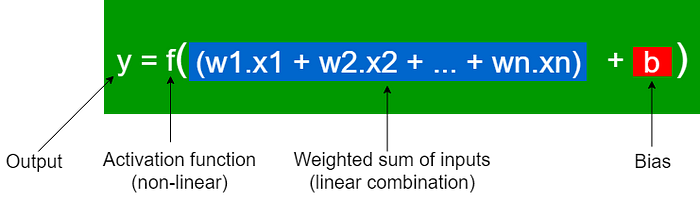 y = f( (w1.x1 + w2.x2 + ... + wn.xn) + b )
Output
Activation function
(non-linear)
Weighted sum of inputs
(linear combination)
Bias